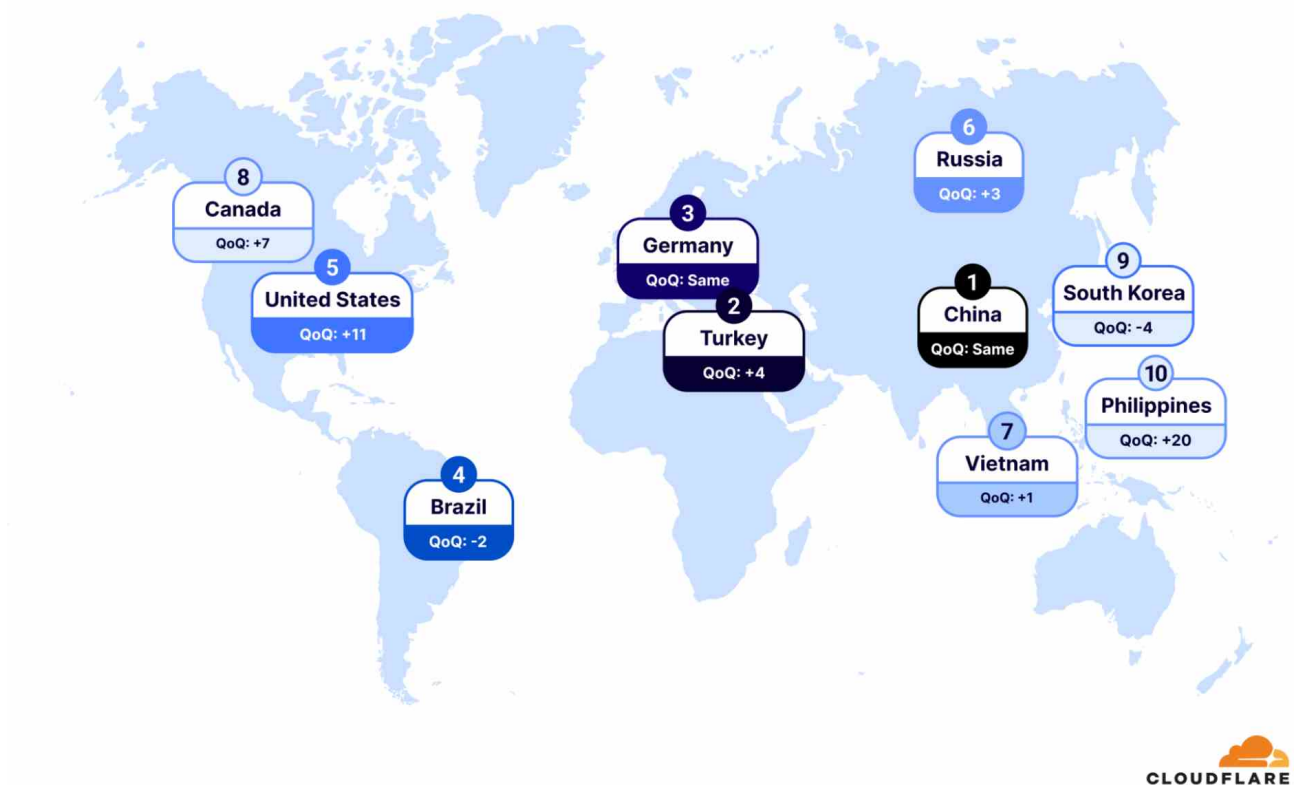 8
Canada
QoQ: +7
5
United States
QoQ: +11
4
Brazil
QoQ: -2
3
Germany
QoQ: Same
2
Turkey
QoQ: +4
6
Russia
QoQ: +3
1
China
QoQ: Same
9
South Korea
QoQ: -4
10
Philippines
QoQ: +20
7
Vietnam
QoQ: +1
CLOUDFLARE